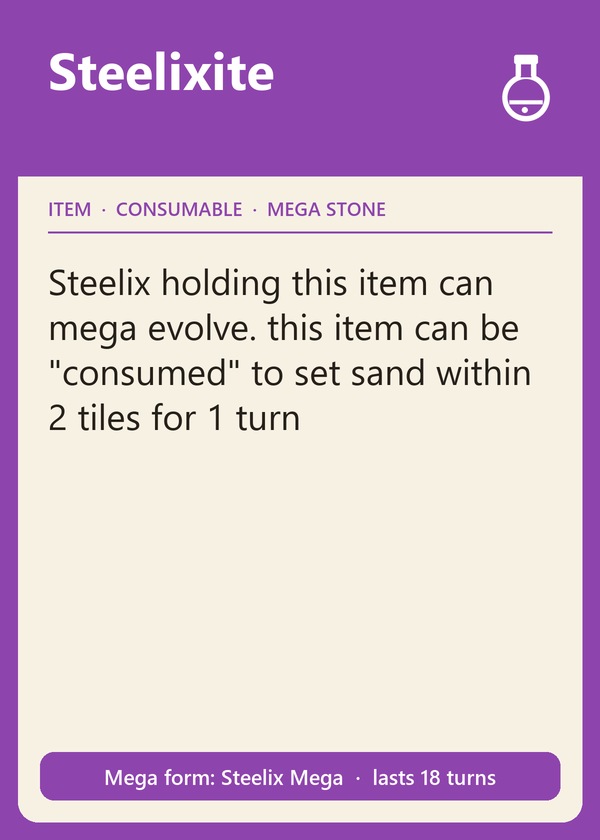 Steelixite
ITEM · CONSUMABLE · MEGA STONE
Steelix holding this item can
mega evolve. this item can be
"consumed" to set sand within
2 tiles for 1 turn
Mega form: Steelix Mega · lasts 18 turns